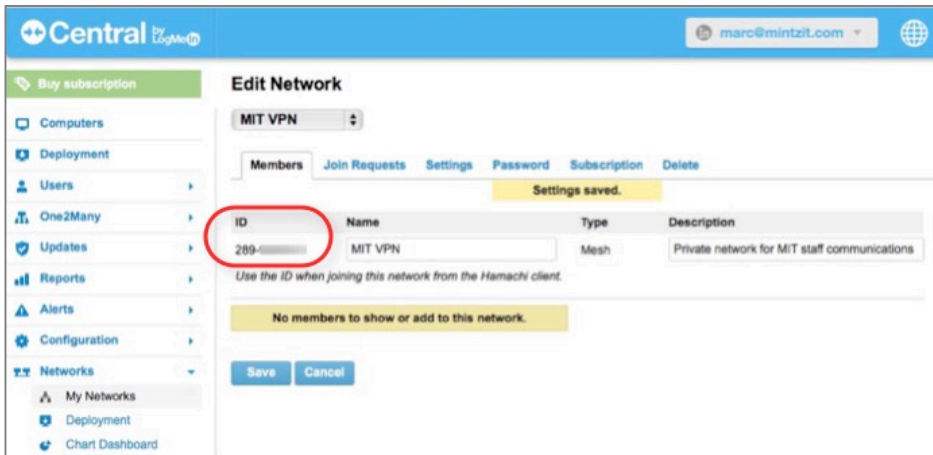 Central by LogMeIn
marc@mintzit.com
Buy subscription
Computers
Deployment
Users
One2Many
Updates
Reports
Alerts
Configuration
Networks
My Networks
Deployment
Chart Dashboard
Edit Network
MIT VPN
Members Join Requests Settings Password Subscription Delete
Settings saved.
ID Name Type Description
289- MIT VPN Mesh Private network for MIT staff communications
Use the ID when joining this network from the Hamachi client.
No members to show or add to this network.
Save Cancel